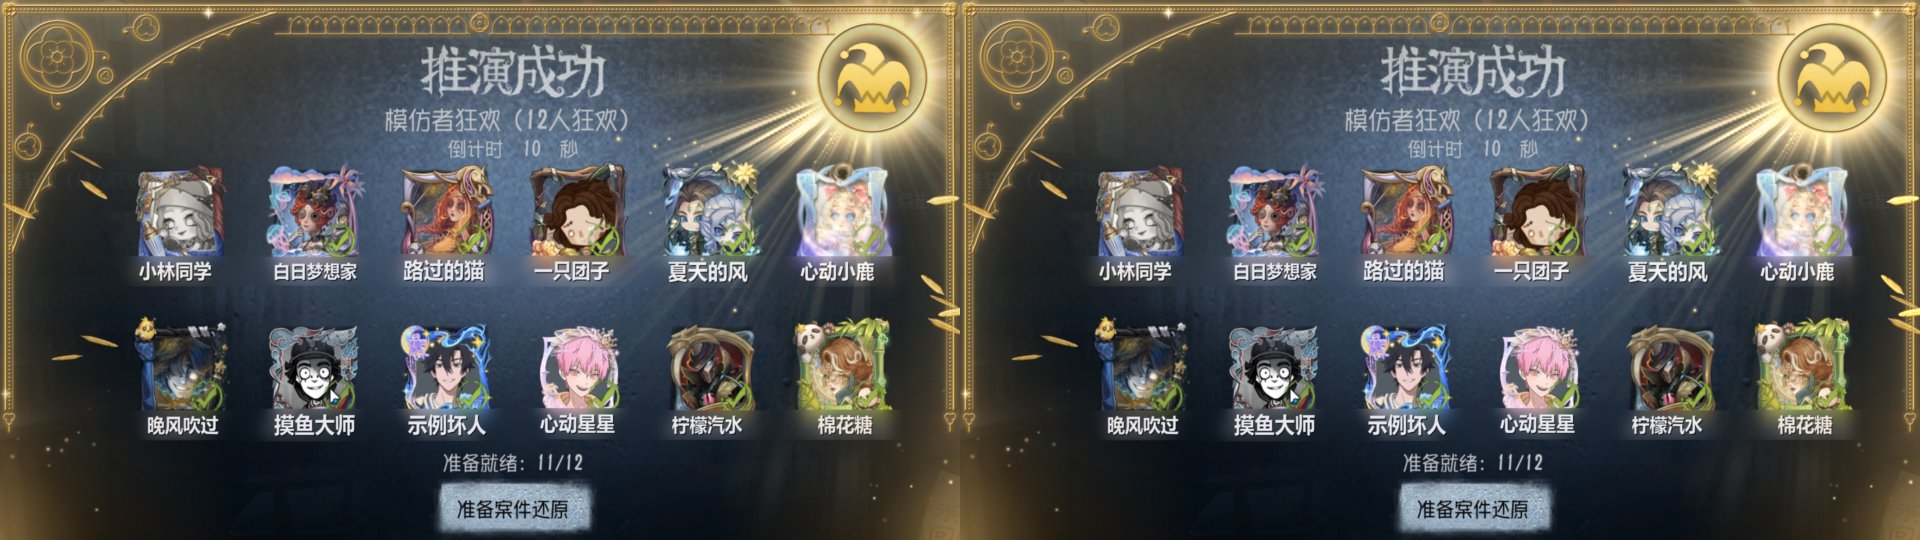 推演成功
模仿者狂欢（12人狂欢）
倒计时 10 秒
小林同学 白日梦想家 路过的猫 一只团子 夏天的风 心动小鹿
晚风吹过 摸鱼大师 示例坏人 心动星星 柠檬汽水 棉花糖
准备就绪：11/12
准备案件还原
推演成功
模仿者狂欢（12人狂欢）
倒计时 10 秒
小林同学 白日梦想家 路过的猫 一只团子 夏天的风 心动小鹿
晚风吹过 摸鱼大师 示例坏人 心动星星 柠檬汽水 棉花糖
准备就绪：11/12
准备案件还原